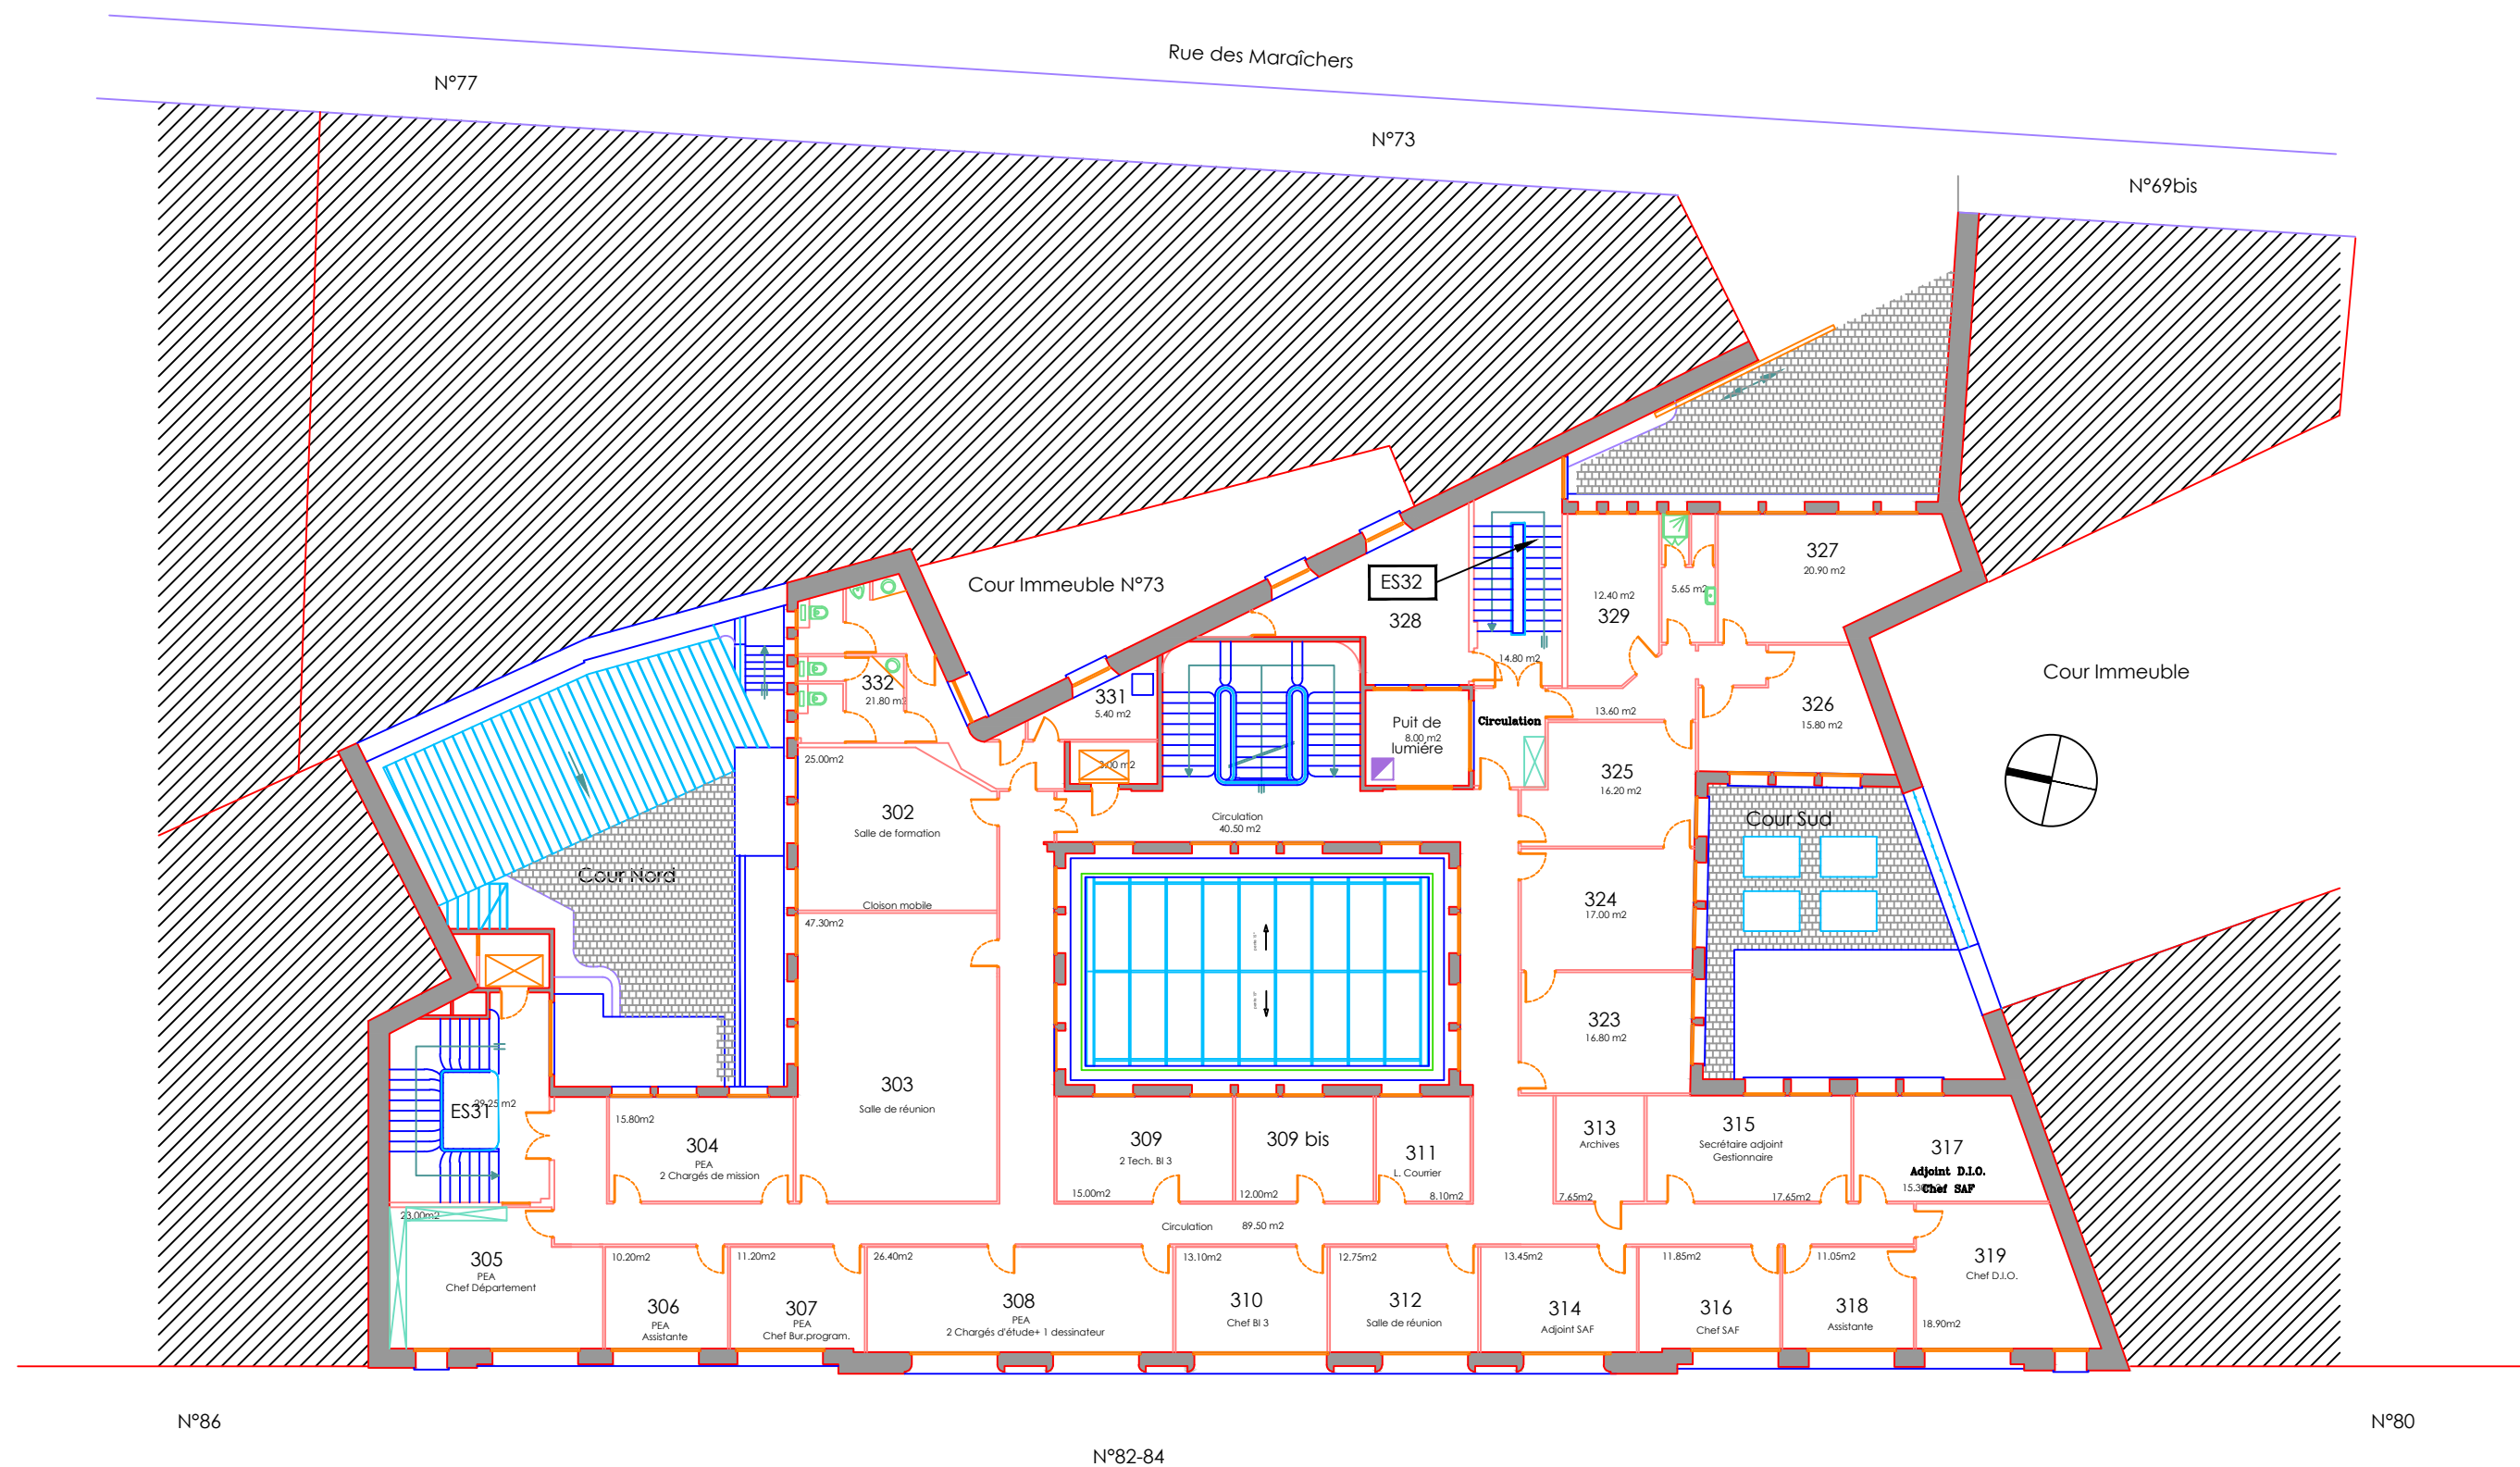 Rue des Maraîchers
N°77
N°73
N°69bis
Cour Immeuble N°73
ES32
328
14.80 m2
12.40 m2
329
5.65 m2
327
20.90 m2
326
15.80 m2
Cour Immeuble
332
21.80 m2
331
5.40 m2
3.00 m2
Puit de
8.00 m2
lumiére
Circulation
13.60 m2
25.00m2
302
Salle de formation
Cloison mobile
47.30m2
Circulation
40.50 m2
325
16.20 m2
Cour Sud
Cour Nord
324
17.00 m2
323
16.80 m2
303
Salle de réunion
ES31
29.25 m2
15.80m2
304
PEA
2 Chargés de mission
309
2 Tech. BI 3
15.00m2
309 bis
12.00m2
311
L. Courrier
8.10m2
313
Archives
7.65m2
315
Secrétaire adjoint
Gestionnaire
17.65m2
317
Adjoint D.I.O.
Chef SAF
Circulation 89.50 m2
23.00m2
305
PEA
Chef Département
10.20m2
306
PEA
Assistante
11.20m2
307
PEA
Chef Bur.program.
26.40m2
308
PEA
2 Chargés d'étude+ 1 dessinateur
13.10m2
310
Chef BI 3
12.75m2
312
Salle de réunion
13.45m2
314
Adjoint SAF
11.85m2
316
Chef SAF
11.05m2
318
Assistante
319
Chef D.I.O.
18.90m2
N°86
N°82-84
N°80